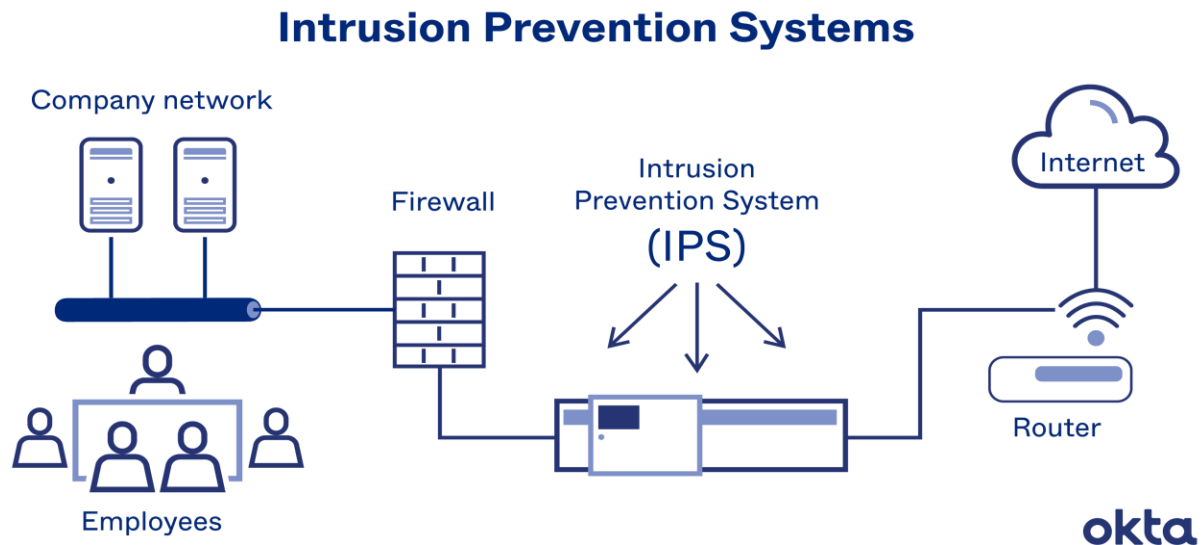 Intrusion Prevention Systems
Company network
Firewall
Intrusion
Prevention System
(IPS)
Internet
Router
Employees
okta